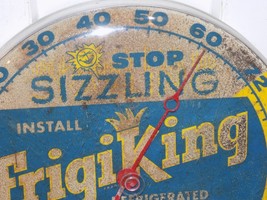 30 40 50 60
STOP
SIZZLING
INSTALL
FrigiKing
REFRIGERATED